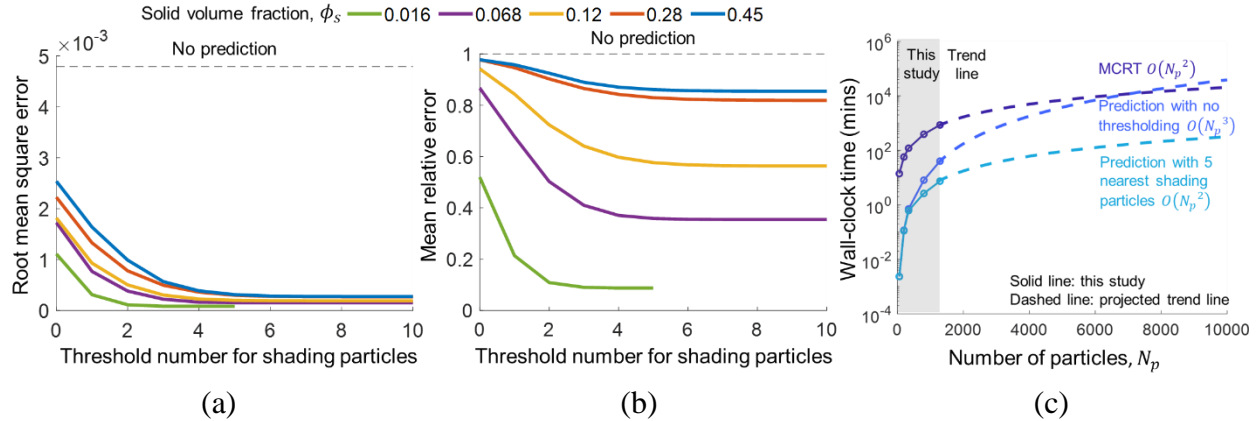 Solid volume fraction, ϕₛ 0.016 0.068 0.12 0.28 0.45
×10⁻³
5
4
3
2
1
0
No prediction
Root mean square error
0 2 4 6 8 10
Threshold number for shading particles
(a)
No prediction
1
0.8
0.6
0.4
0.2
0
Mean relative error
0 2 4 6 8 10
Threshold number for shading particles
(b)
10⁶
10⁴
10²
10⁰
10⁻²
10⁻⁴
Wall-clock time (mins)
This
study
Trend
line
MCRT O(Nₚ²)
Prediction with no
thresholding O(Nₚ³)
Prediction with 5
nearest shading
particles O(Nₚ²)
Solid line: this study
Dashed line: projected trend line
0 2000 4000 6000 8000 10000
Number of particles, Nₚ
(c)